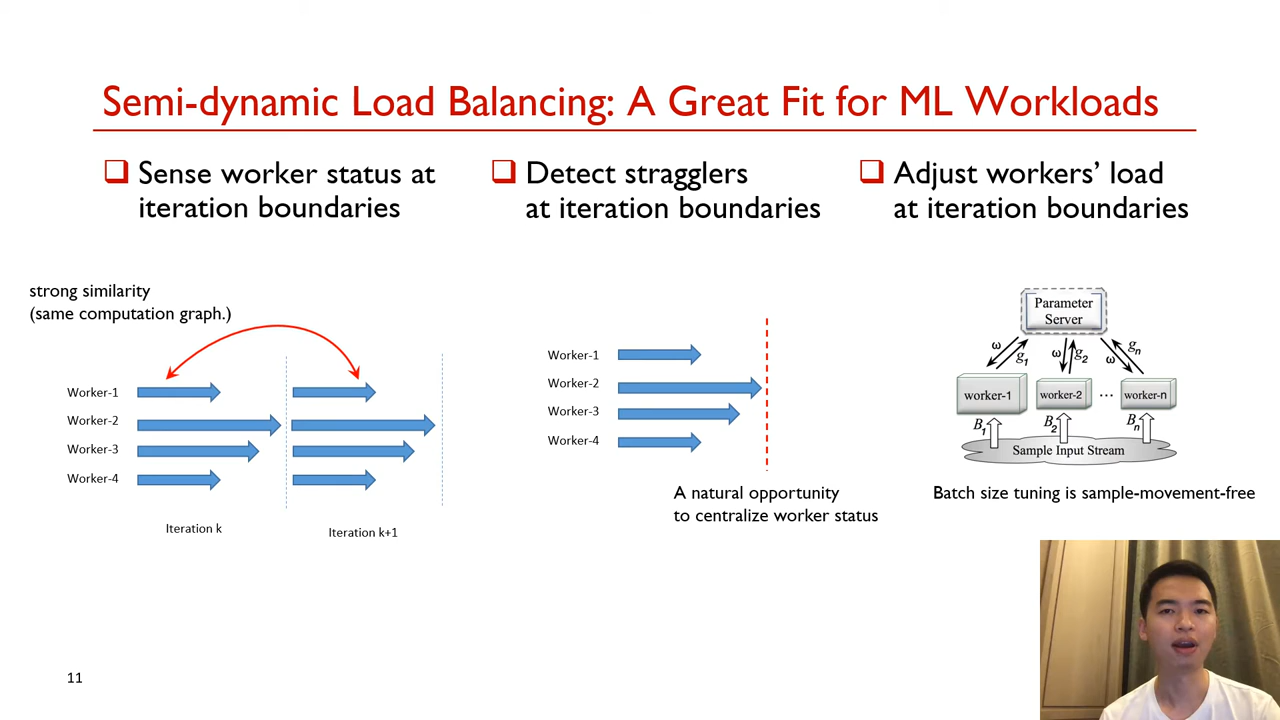 Semi-dynamic Load Balancing: A Great Fit for ML Workloads
❑ Sense worker status at
iteration boundaries
❑ Detect stragglers
at iteration boundaries
❑ Adjust workers’ load
at iteration boundaries
strong similarity
(same computation graph.)
Worker-1
Worker-2
Worker-3
Worker-4
Iteration k
Iteration k+1
Worker-1
Worker-2
Worker-3
Worker-4
A natural opportunity
to centralize worker status
Parameter
Server
ω g1 ω g2 ω gn
worker-1 worker-2 ... worker-n
B1 B2 Bn
Sample Input Stream
Batch size tuning is sample-movement-free
11